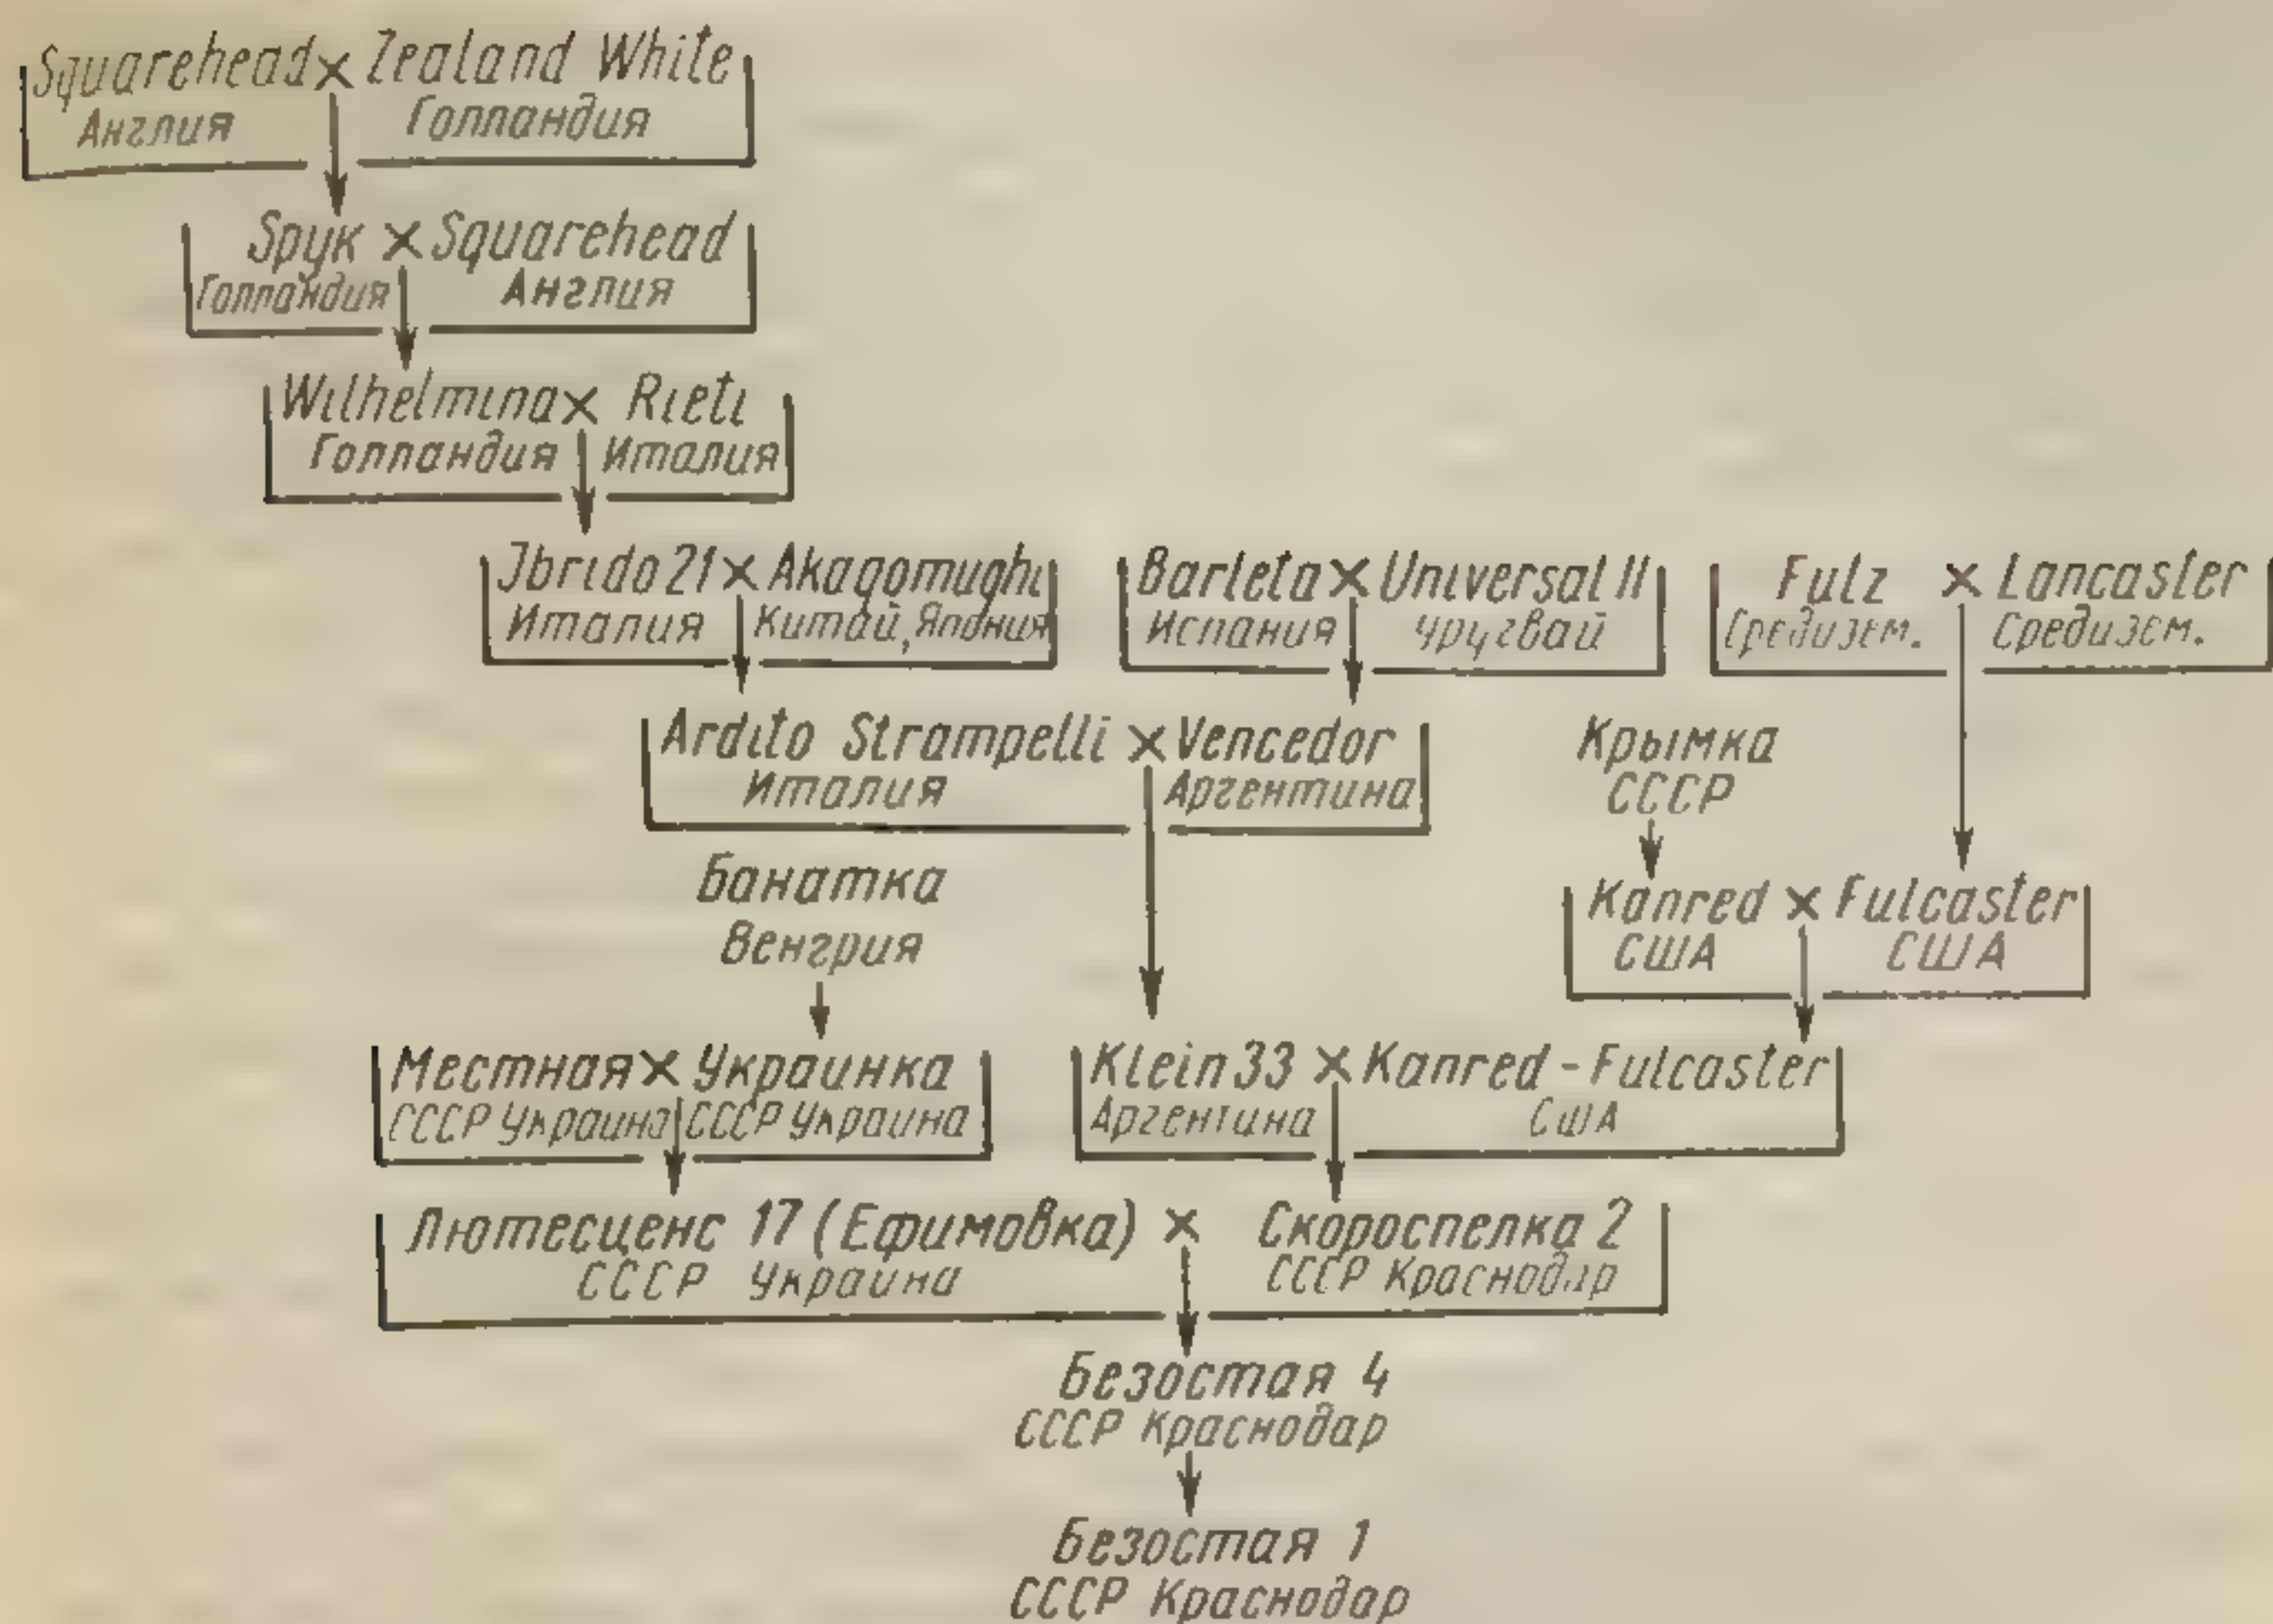 Squarehead × Zealand White
Англия Голландия
Spyк × Squarehead
Голландия Англия
Wilhelmina × Rieti
Голландия Италия
Jbrido 21 × Akagomughi Barleta × Universal II Fulz × Lancaster
Италия Китай, Япония Испания Уругвай Средизем. Средизем.
Ardito Strampelli × Vencedor Крымка
Италия Аргентина СССР
Банатка Kanred × Fulcaster
Венгрия США США
Местная × Украинка Klein 33 × Kanred - Fulcaster
СССР Украина СССР Украина Аргентина США
Лютесценс 17 (Ефимовка) × Скороспелка 2
СССР Украина СССР Краснодар
Безостая 4
СССР Краснодар
Безостая 1
СССР Краснодар